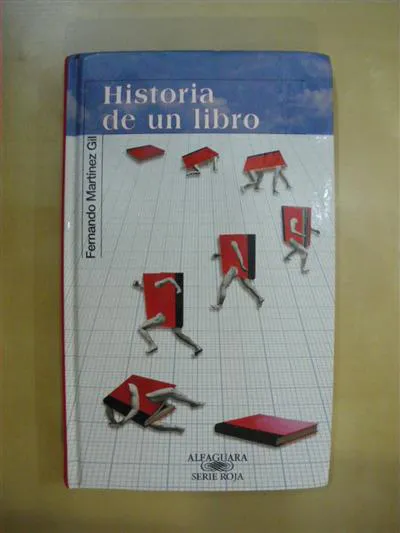 Historia
de un libro
Fernando Martínez Gil
ALFAGUARA
SERIE ROJA